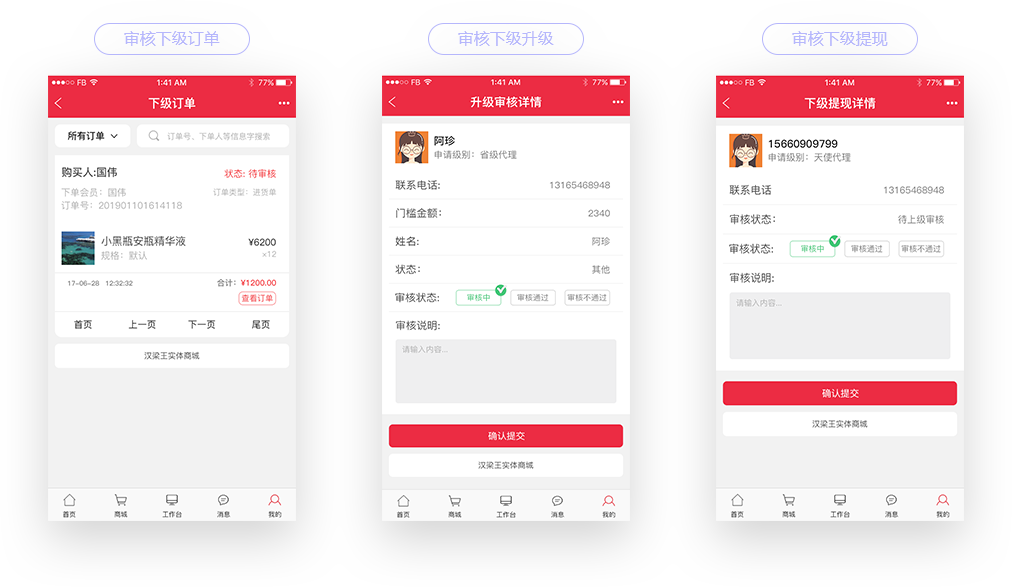 审核下级订单
审核下级升级
审核下级提现
FB 1:41 AM 77%
下级订单
所有订单
订单号、下单人等信息字搜索
购买人:国伟
状态: 待审核
下单会员：国伟
订单类型：进货单
订单号：201901101614118
小黑瓶安瓶精华液
¥6200
规格：默认
×12
17-06-28 12:32:32
合计：¥1200.00
查看订单
首页 上一页 下一页 尾页
汉梁王实体商城
首页 商城 工作台 消息 我的
FB 1:41 AM 77%
升级审核详情
阿珍
申请级别：省级代理
联系电话: 13165468948
门槛金额: 2340
姓名: 阿珍
状态: 其他
审核状态: 审核中 审核通过 审核不通过
审核说明:
请输入内容...
确认提交
汉梁王实体商城
首页 商城 工作台 消息 我的
FB 1:41 AM 77%
下级提现详情
15660909799
申请级别：天使代理
联系电话 13165468948
审核状态: 待上级审核
审核状态: 审核中 审核通过 审核不通过
审核说明:
请输入内容...
确认提交
汉梁王实体商城
首页 商城 工作台 消息 我的